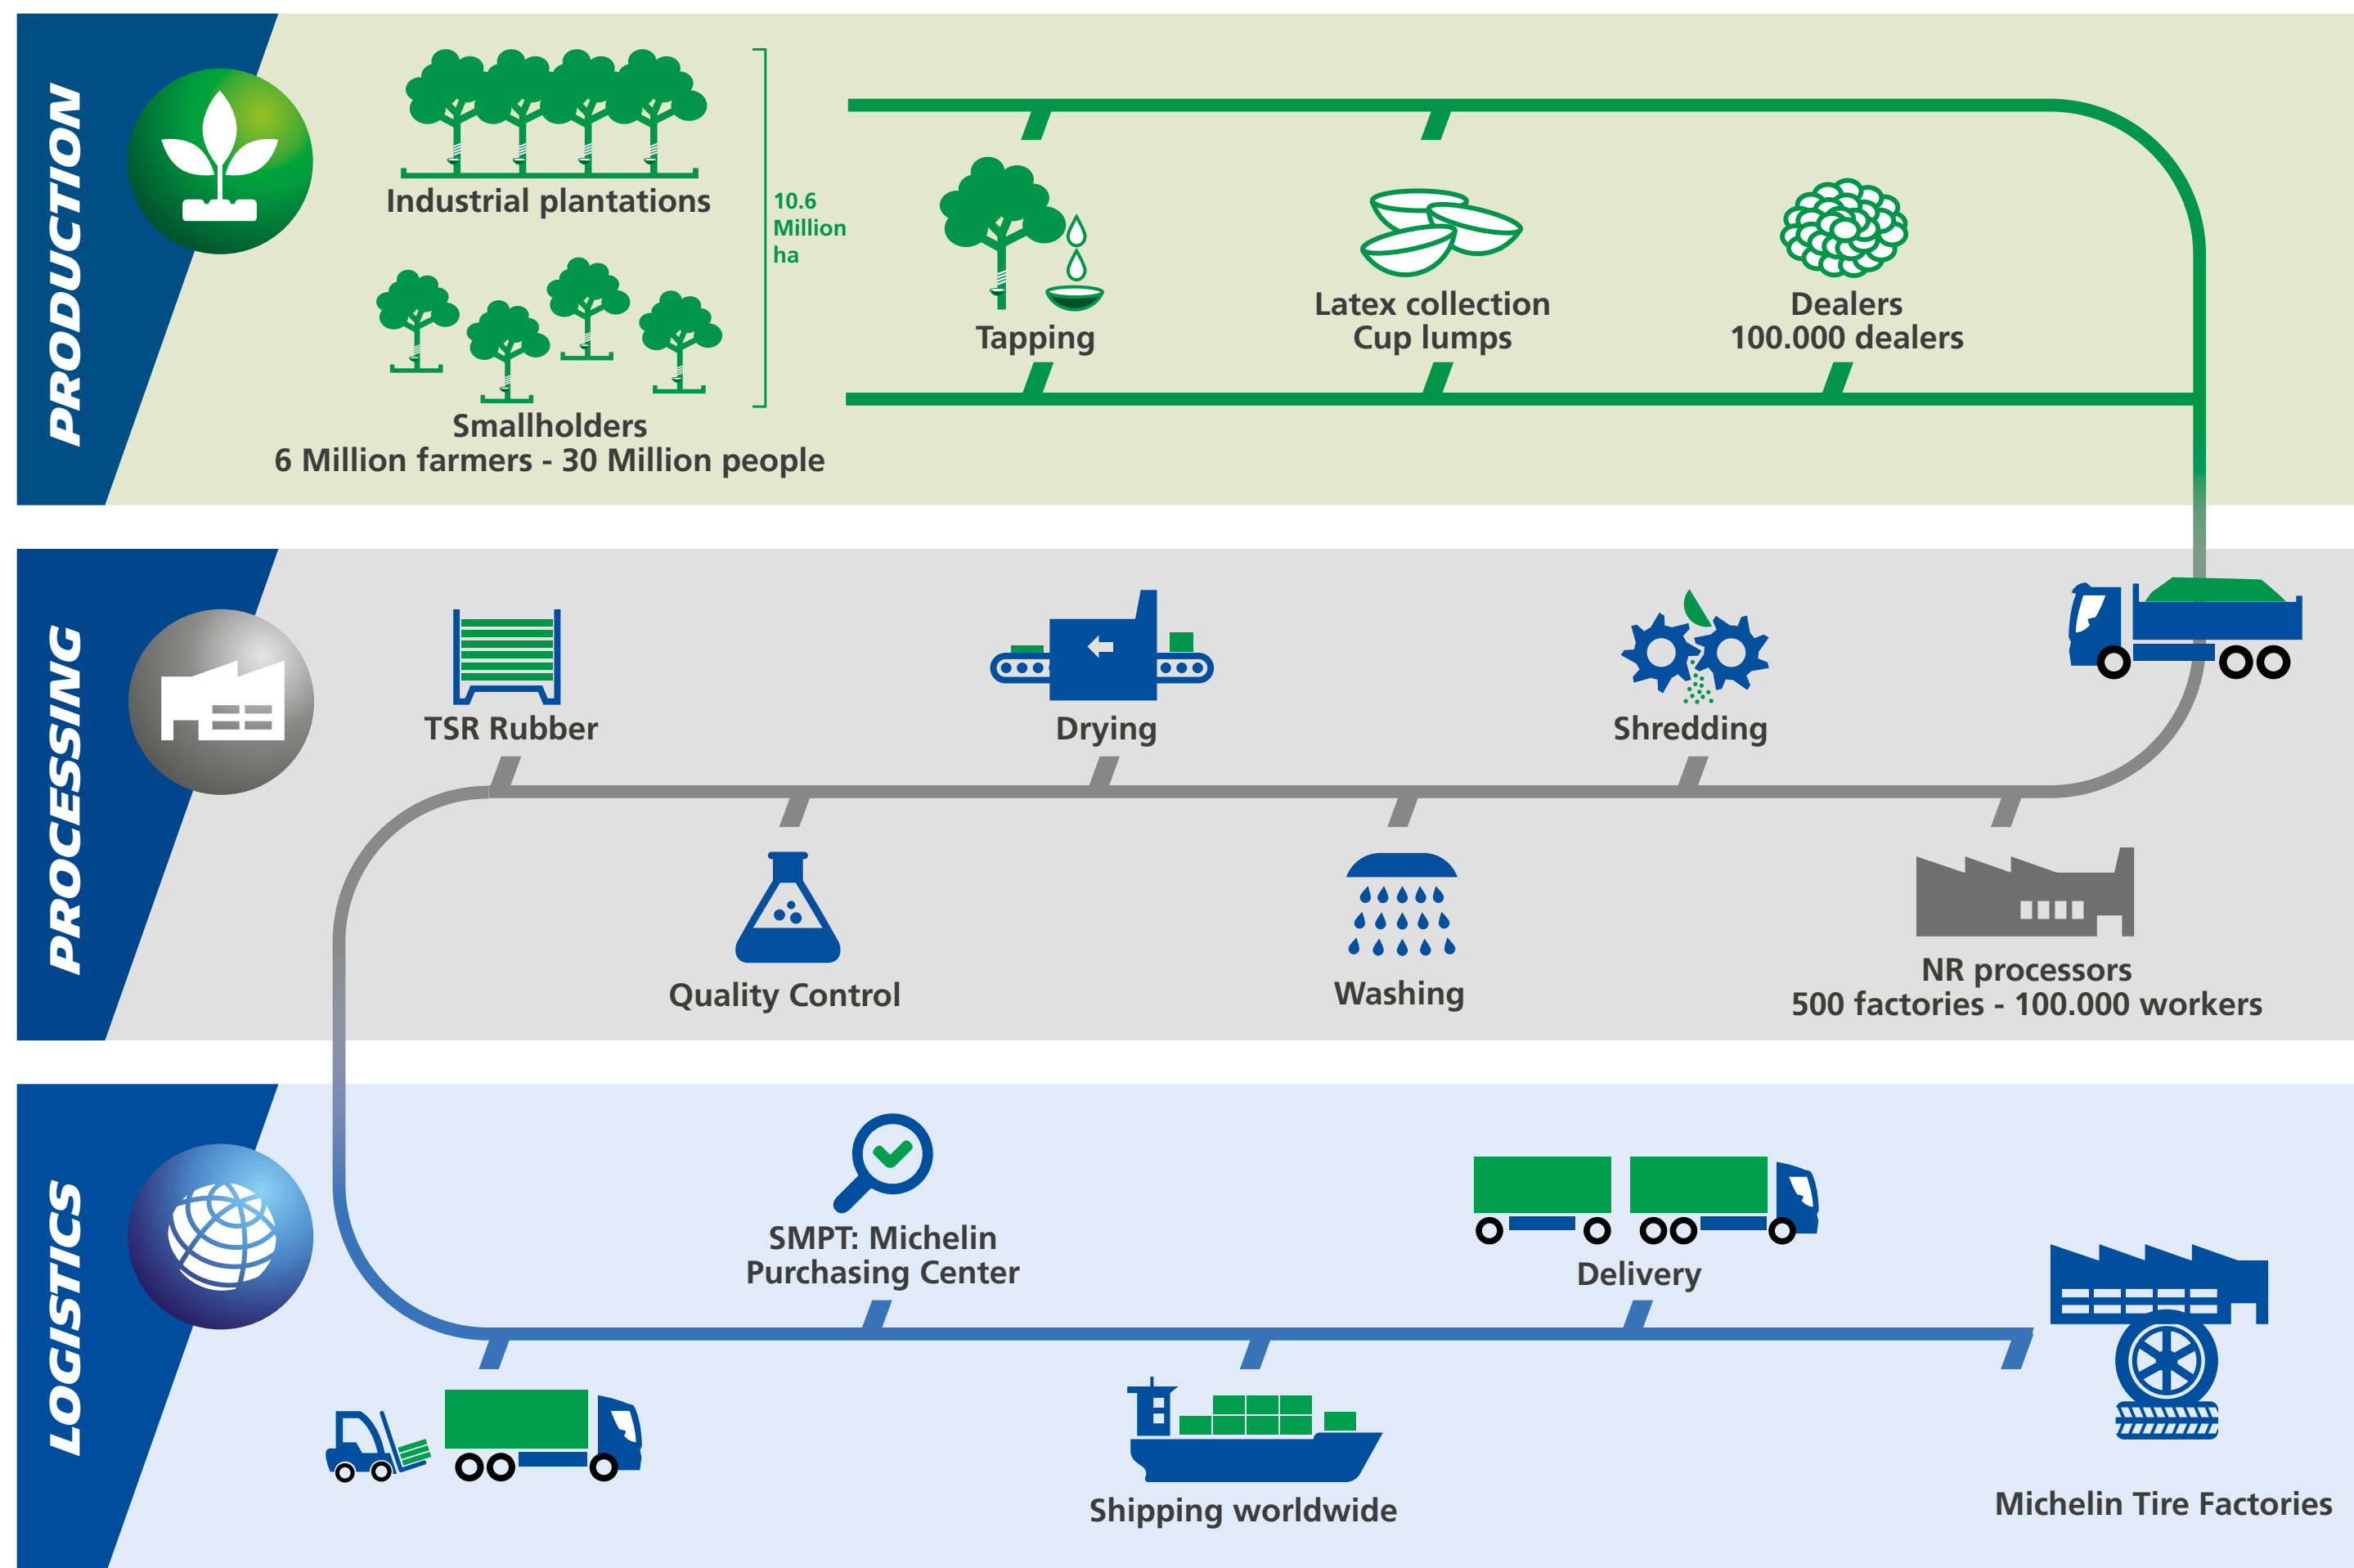 PRODUCTION
Industrial plantations
10.6
Million
ha
Smallholders
6 Million farmers - 30 Million people
Tapping
Latex collection
Cup lumps
Dealers
100.000 dealers
PROCESSING
TSR Rubber
Drying
Shredding
Quality Control
Washing
NR processors
500 factories - 100.000 workers
LOGISTICS
SMPT: Michelin
Purchasing Center
Delivery
Shipping worldwide
Michelin Tire Factories